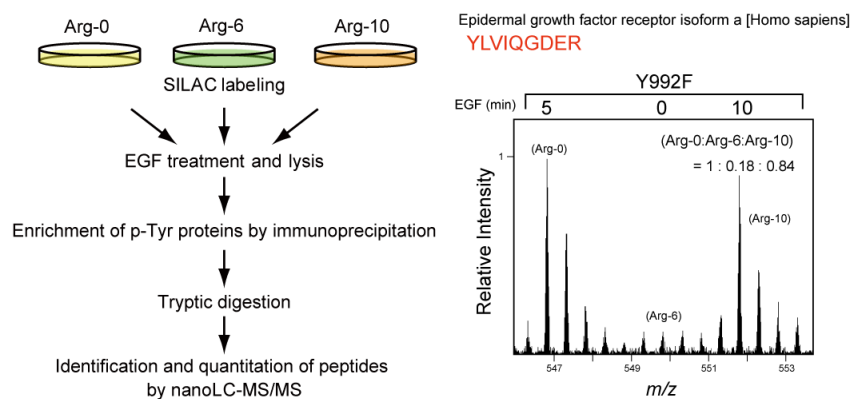 Arg-0 Arg-6 Arg-10
SILAC labeling
EGF treatment and lysis
Enrichment of p-Tyr proteins by immunoprecipitation
Tryptic digestion
Identification and quantitation of peptides
by nanoLC-MS/MS
Epidermal growth factor receptor isoform a [Homo sapiens]
YLVIQGDER
Y992F
EGF (min) 5 0 10
(Arg-0)
(Arg-0:Arg-6:Arg-10)
= 1 : 0.18 : 0.84
1
(Arg-10)
(Arg-6)
Relative Intensity
547 549 551 553
m/z